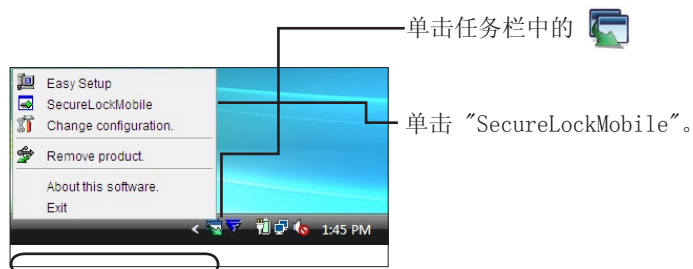 单击任务栏中的
Easy Setup
SecureLockMobile
Change configuration.
单击 "SecureLockMobile"。
Remove product.
About this software.
Exit
1:45 PM